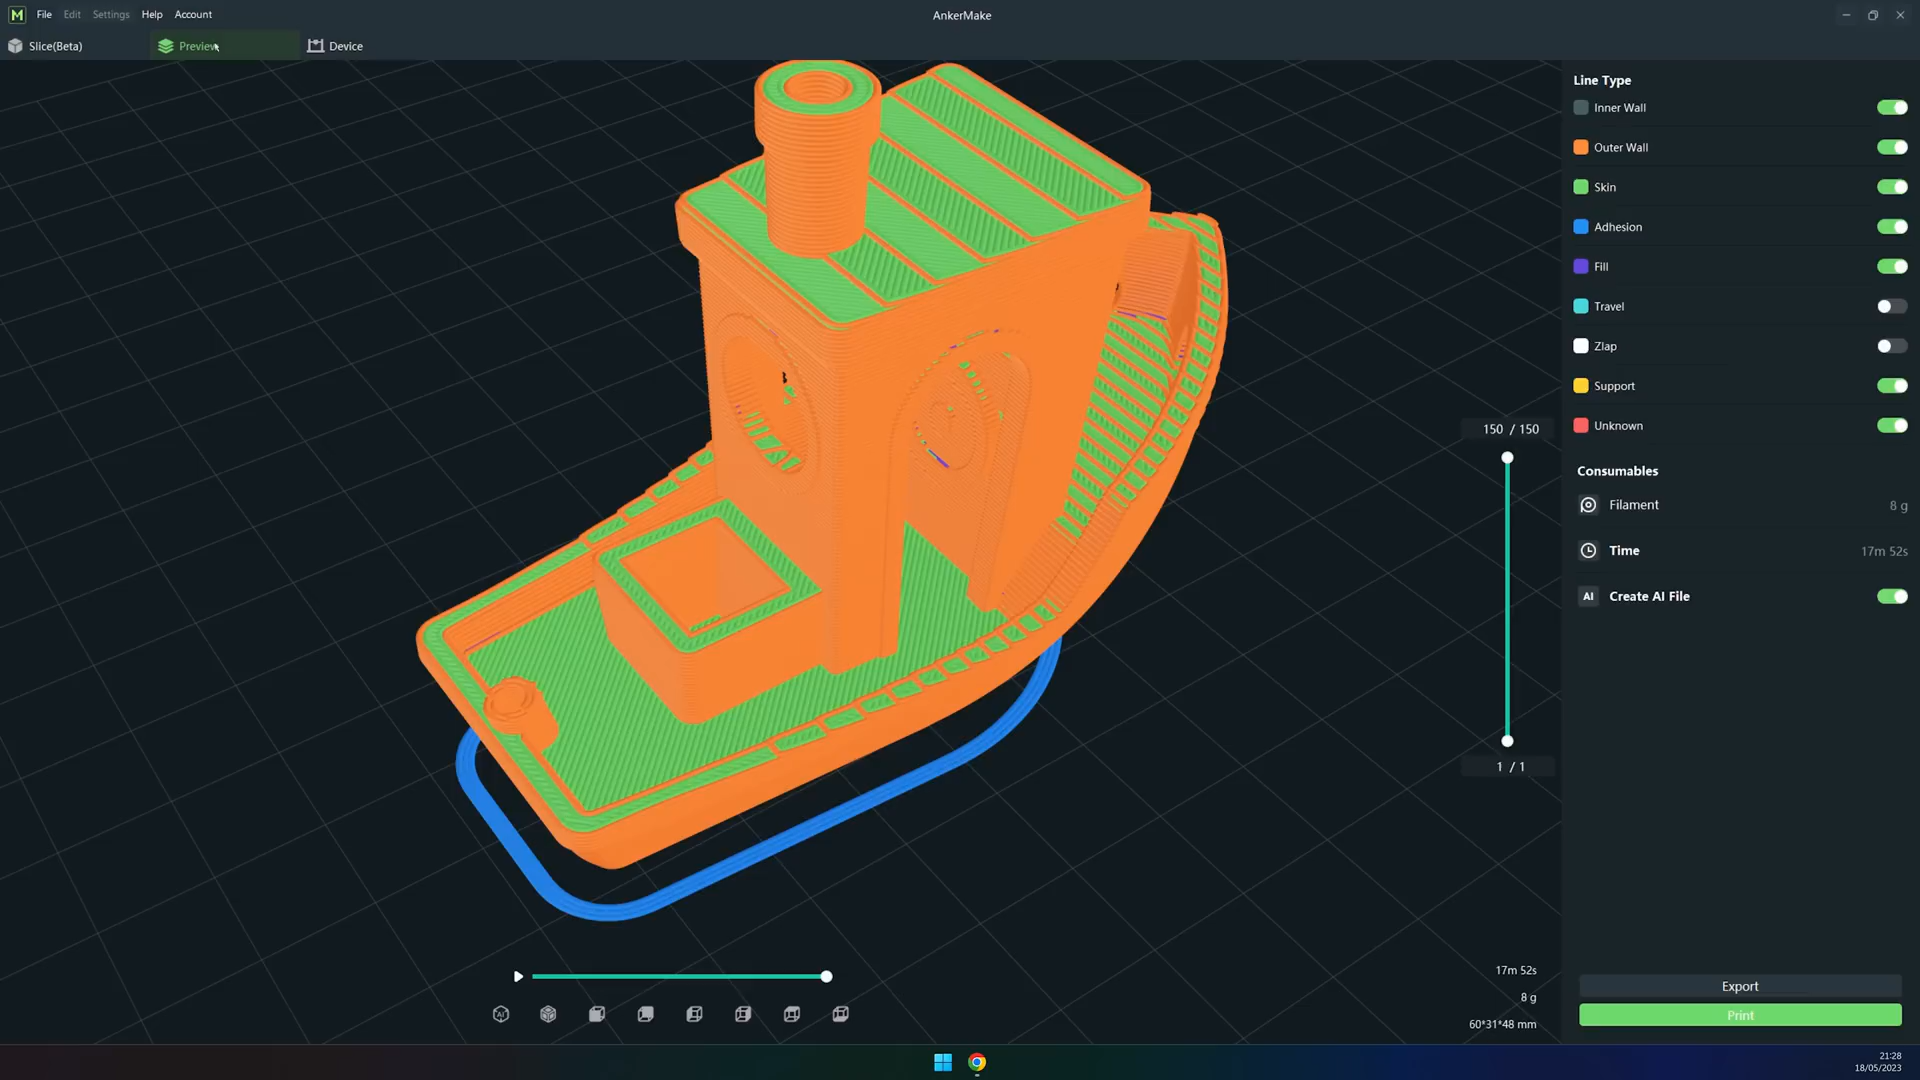 M File Edit Settings Help Account
AnkerMake
Slice(Beta)
Preview
Device
Line Type
Inner Wall
Outer Wall
Skin
Adhesion
Fill
Travel
Zlap
Support
Unknown
150 / 150
1 / 1
Consumables
Filament 8 g
Time 17m 52s
AI Create AI File
17m 52s
8 g
60*31*48 mm
AI
Export
Print
21:28
18/05/2023